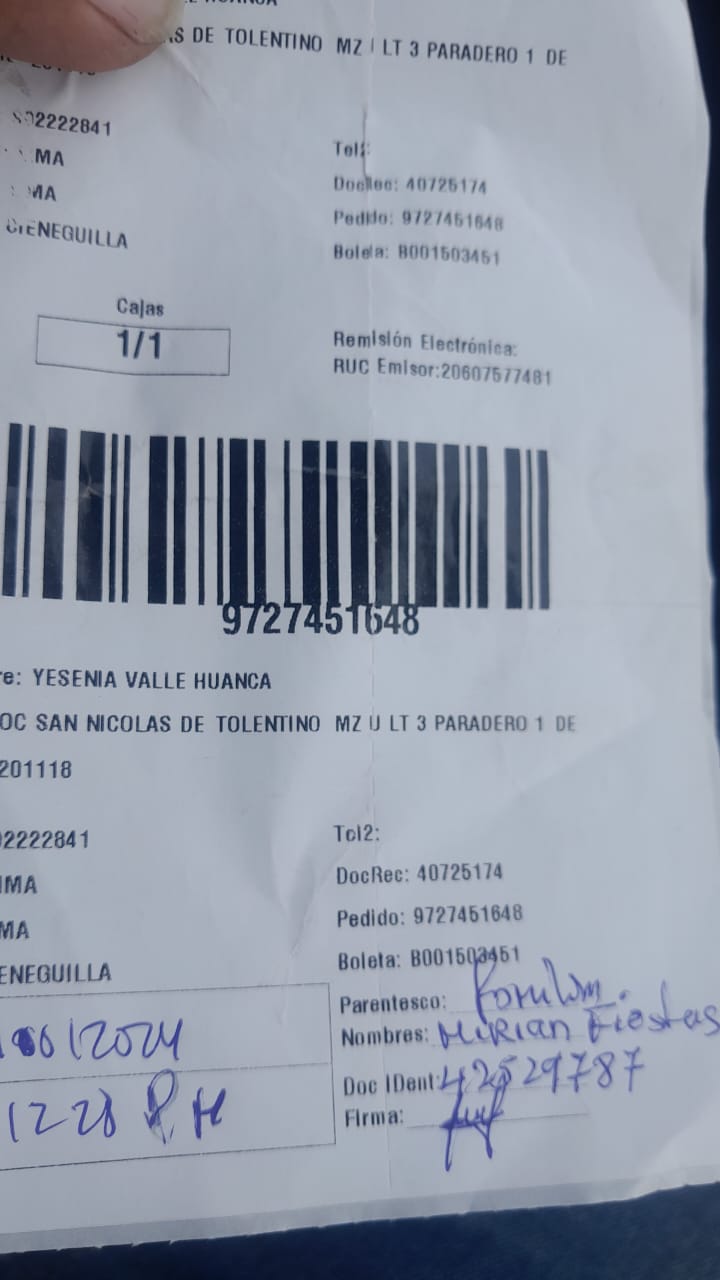 S DE TOLENTINO MZ LT 3 PARADERO 1 DE
2222841
MA
MA
CIENEGUILLA
Tel2:
DocRec: 40725174
Pedido: 9727451648
Boleta: B001503451
Cajas
1/1
Remisión Electrónica:
RUC Emisor:20607577481
9727451648
re: YESENIA VALLE HUANCA
OC SAN NICOLAS DE TOLENTINO MZ U LT 3 PARADERO 1 DE
201118
02222841
IMA
MA
ENEGUILLA
Tel2:
DocRec: 40725174
Pedido: 9727451648
Boleta: B001503451
Parentesco:
Nombres: MIRIAN Fiestas
Doc IDent: 42529787
Firma:
/2024
1228 P.M